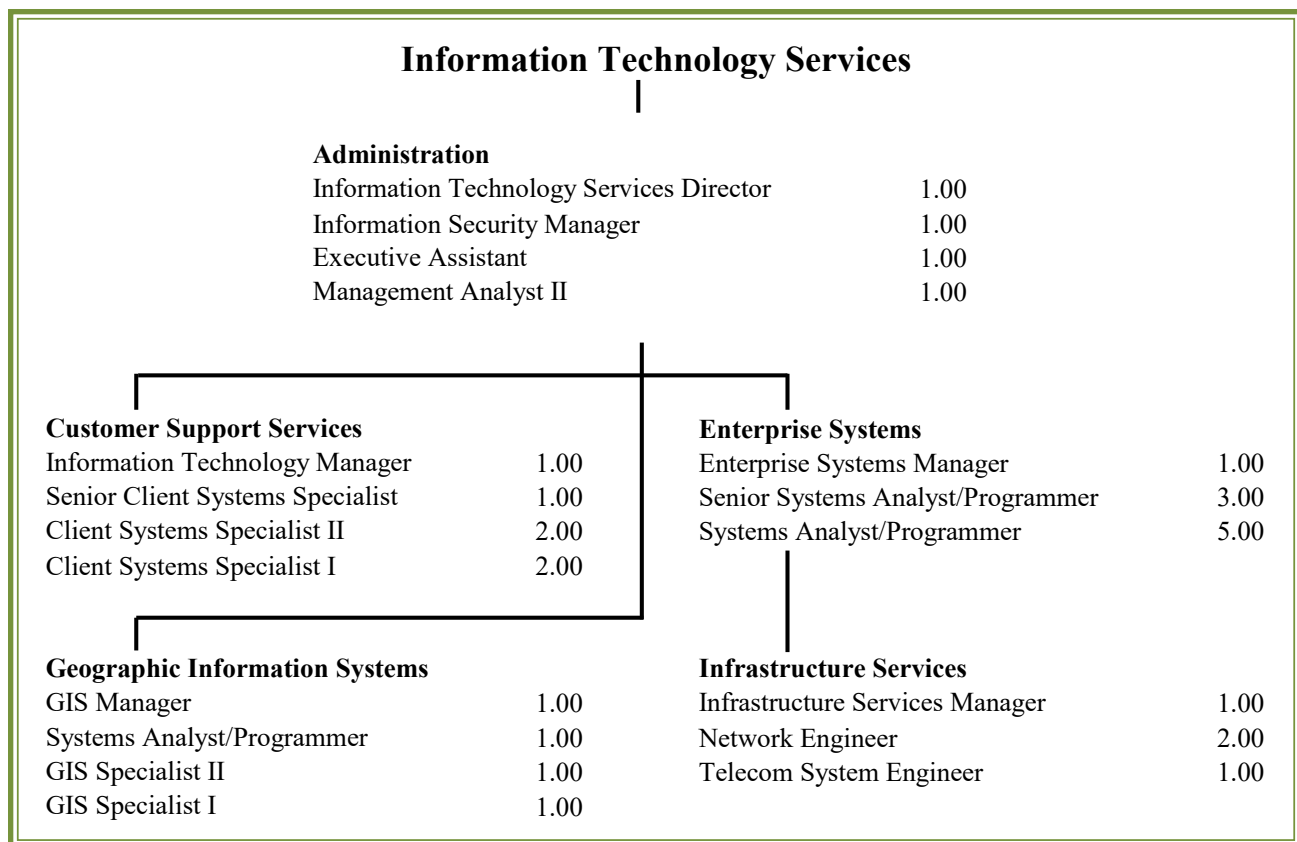 Information Technology Services
Administration
Information Technology Services Director 1.00
Information Security Manager 1.00
Executive Assistant 1.00
Management Analyst II 1.00
Customer Support Services
Information Technology Manager 1.00
Senior Client Systems Specialist 1.00
Client Systems Specialist II 2.00
Client Systems Specialist I 2.00
Enterprise Systems
Enterprise Systems Manager 1.00
Senior Systems Analyst/Programmer 3.00
Systems Analyst/Programmer 5.00
Geographic Information Systems
GIS Manager 1.00
Systems Analyst/Programmer 1.00
GIS Specialist II 1.00
GIS Specialist I 1.00
Infrastructure Services
Infrastructure Services Manager 1.00
Network Engineer 2.00
Telecom System Engineer 1.00